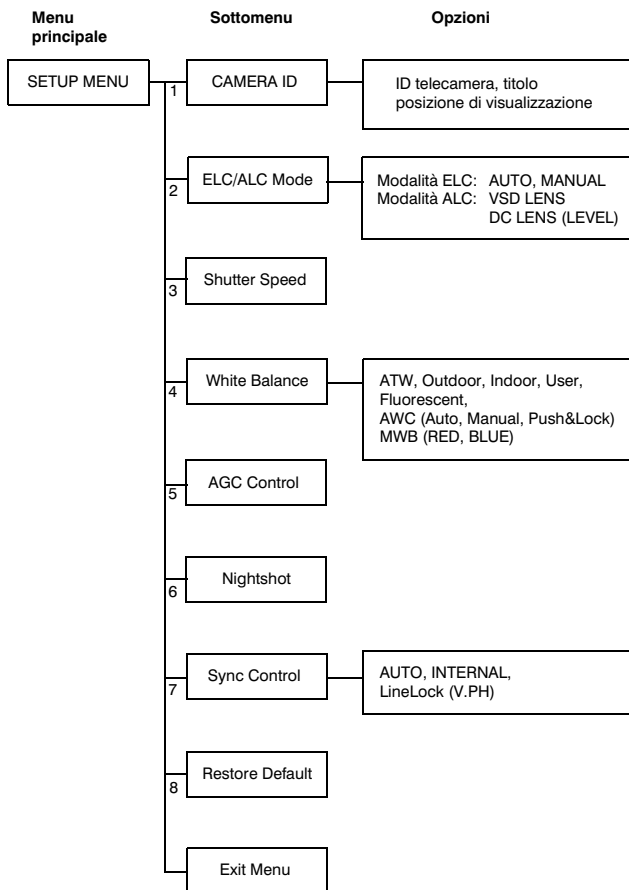 Menu
principale
Sottomenu
Opzioni
SETUP MENU
1
CAMERA ID
ID telecamera, titolo
posizione di visualizzazione
2
ELC/ALC Mode
Modalità ELC: AUTO, MANUAL
Modalità ALC: VSD LENS
DC LENS (LEVEL)
3
Shutter Speed
4
White Balance
ATW, Outdoor, Indoor, User,
Fluorescent,
AWC (Auto, Manual, Push&Lock)
MWB (RED, BLUE)
5
AGC Control
6
Nightshot
7
Sync Control
AUTO, INTERNAL,
LineLock (V.PH)
8
Restore Default
Exit Menu